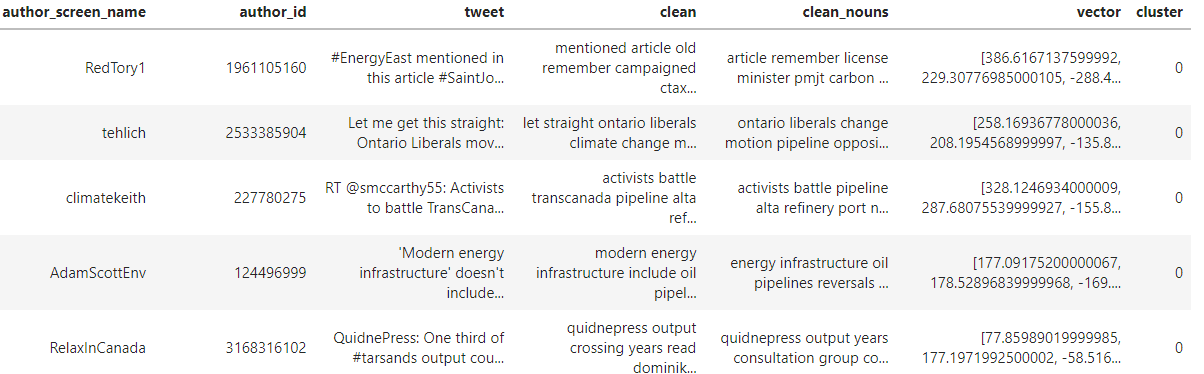 author_screen_name author_id tweet clean clean_nouns vector cluster
RedTory1 1961105160 #EnergyEast mentioned in this article #SaintJo... mentioned article old remember campaigned ctax... article remember license minister pmjt carbon ... [386.6167137599992, 229.30776985000105, -288.4... 0
tehlich 2533385904 Let me get this straight: Ontario Liberals mov... let straight ontario liberals climate change m... ontario liberals change motion pipeline opposi... [258.16936778000036, 208.1954568999997, -135.8... 0
climatekeith 227780275 RT @smccarthy55: Activists to battle TransCana... activists battle transcanada pipeline alta ref... activists battle pipeline alta refinery port n... [328.1246934000009, 287.68075539999927, -155.8... 0
AdamScottEnv 124496999 'Modern energy infrastructure' doesn't include... modern energy infrastructure include oil pipel... energy infrastructure oil pipelines reversals ... [177.09175200000067, 178.52896839999968, -169.... 0
RelaxInCanada 3168316102 QuidnePress: One third of #tarsands output cou... quidnepress output crossing years read dominik... quidnepress output years consultation group co... [77.85989019999985, 177.1971992500002, -58.516... 0